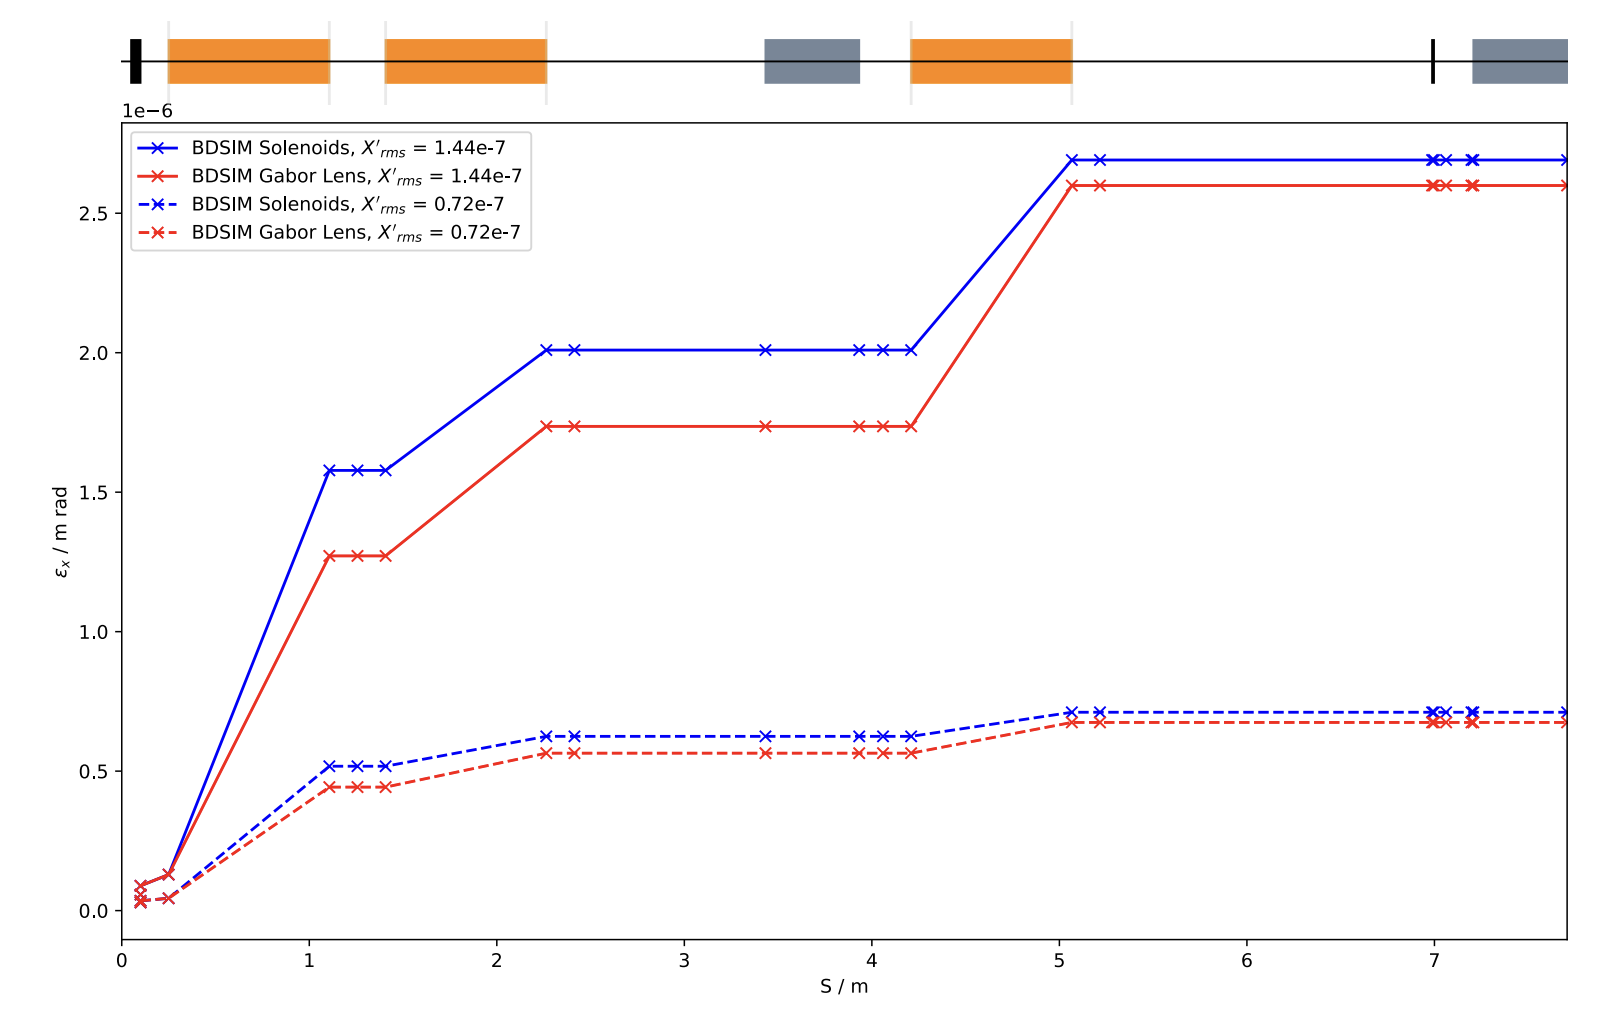 1e−6
BDSIM Solenoids, X′rms = 1.44e-7
BDSIM Gabor Lens, X′rms = 1.44e-7
BDSIM Solenoids, X′rms = 0.72e-7
BDSIM Gabor Lens, X′rms = 0.72e-7
2.5
2.0
1.5
1.0
0.5
0.0
εx / m rad
0 1 2 3 4 5 6 7
S / m